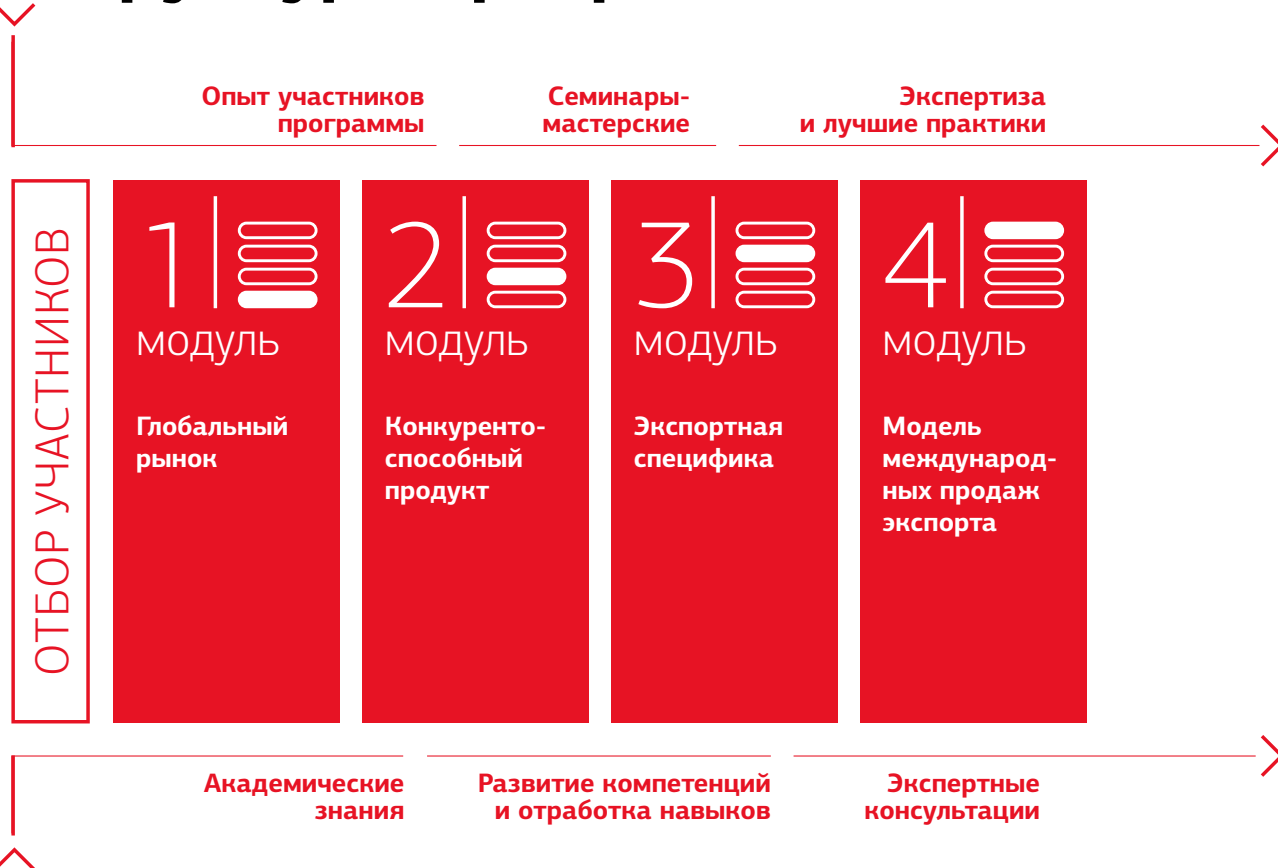 Опыт участников
программы
Семинары-
мастерские
Экспертиза
и лучшие практики
ОТБОР УЧАСТНИКОВ
1
модуль
Глобальный
рынок
2
модуль
Конкуренто-
способный
продукт
3
модуль
Экспортная
специфика
4
модуль
Модель
международ-
ных продаж
экспорта
Академические
знания
Развитие компетенций
и отработка навыков
Экспертные
консультации